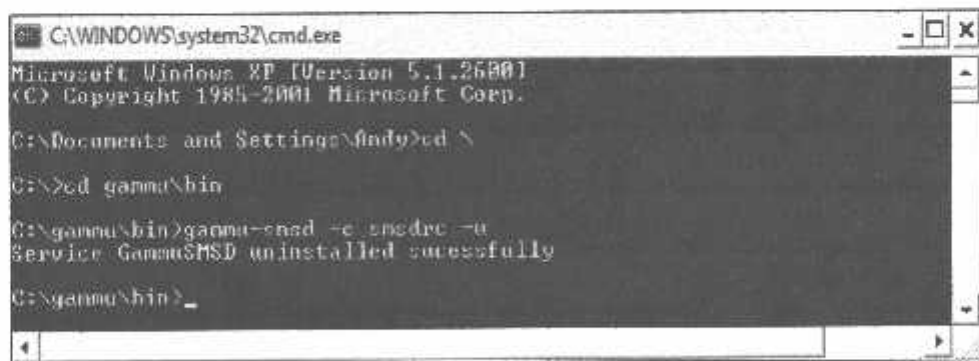 C:\WINDOWS\system32\cmd.exe
Microsoft Windows XP [Version 5.1.2600]
(C) Copyright 1985-2001 Microsoft Corp.
C:\Documents and Settings\Andy>cd \
C:\>cd gammu\bin
C:\gammu\bin>gammu-smsd -c smsdrc -u
Service GammuSMSD uninstalled sucessfully
C:\gammu\bin>_